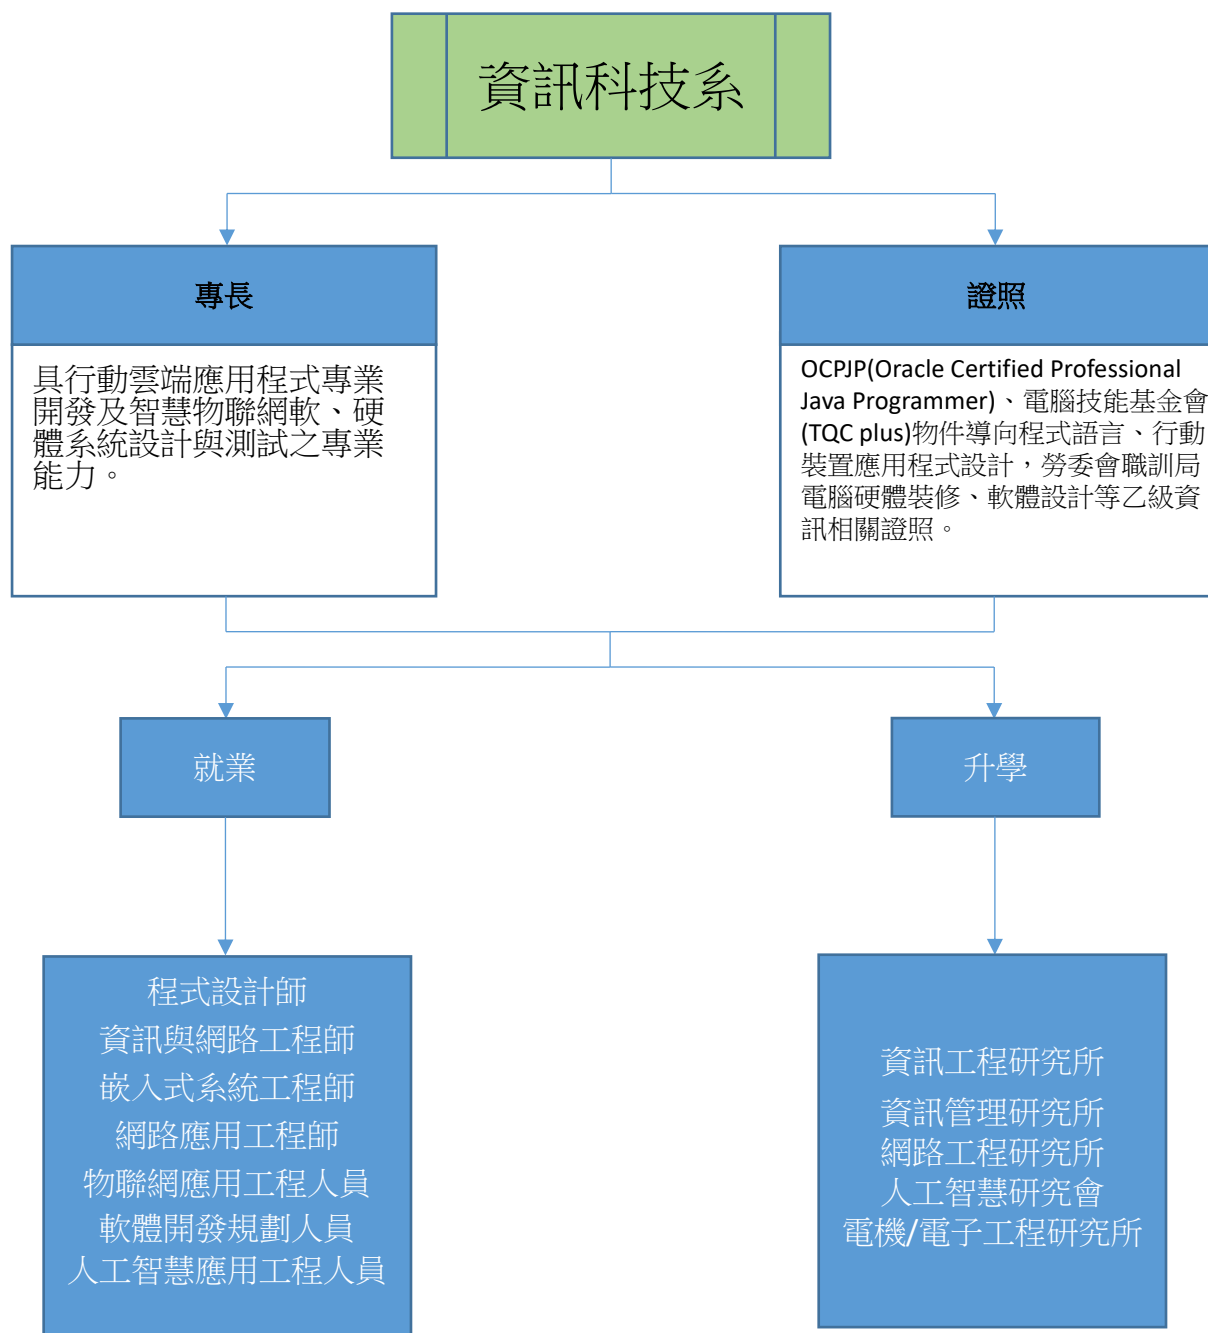 資訊科技系
專長
具行動雲端應用程式專業
開發及智慧物聯網軟、硬
體系統設計與測試之專業
能力。
證照
OCPJP(Oracle Certified Professional
Java Programmer)、電腦技能基金會
(TQC plus)物件導向程式語言、行動
裝置應用程式設計，勞委會職訓局
電腦硬體裝修、軟體設計等乙級資
訊相關證照。
就業
升學
程式設計師
資訊與網路工程師
嵌入式系統工程師
網路應用工程師
物聯網應用工程人員
軟體開發規劃人員
人工智慧應用工程人員
資訊工程研究所
資訊管理研究所
網路工程研究所
人工智慧研究會
電機/電子工程研究所